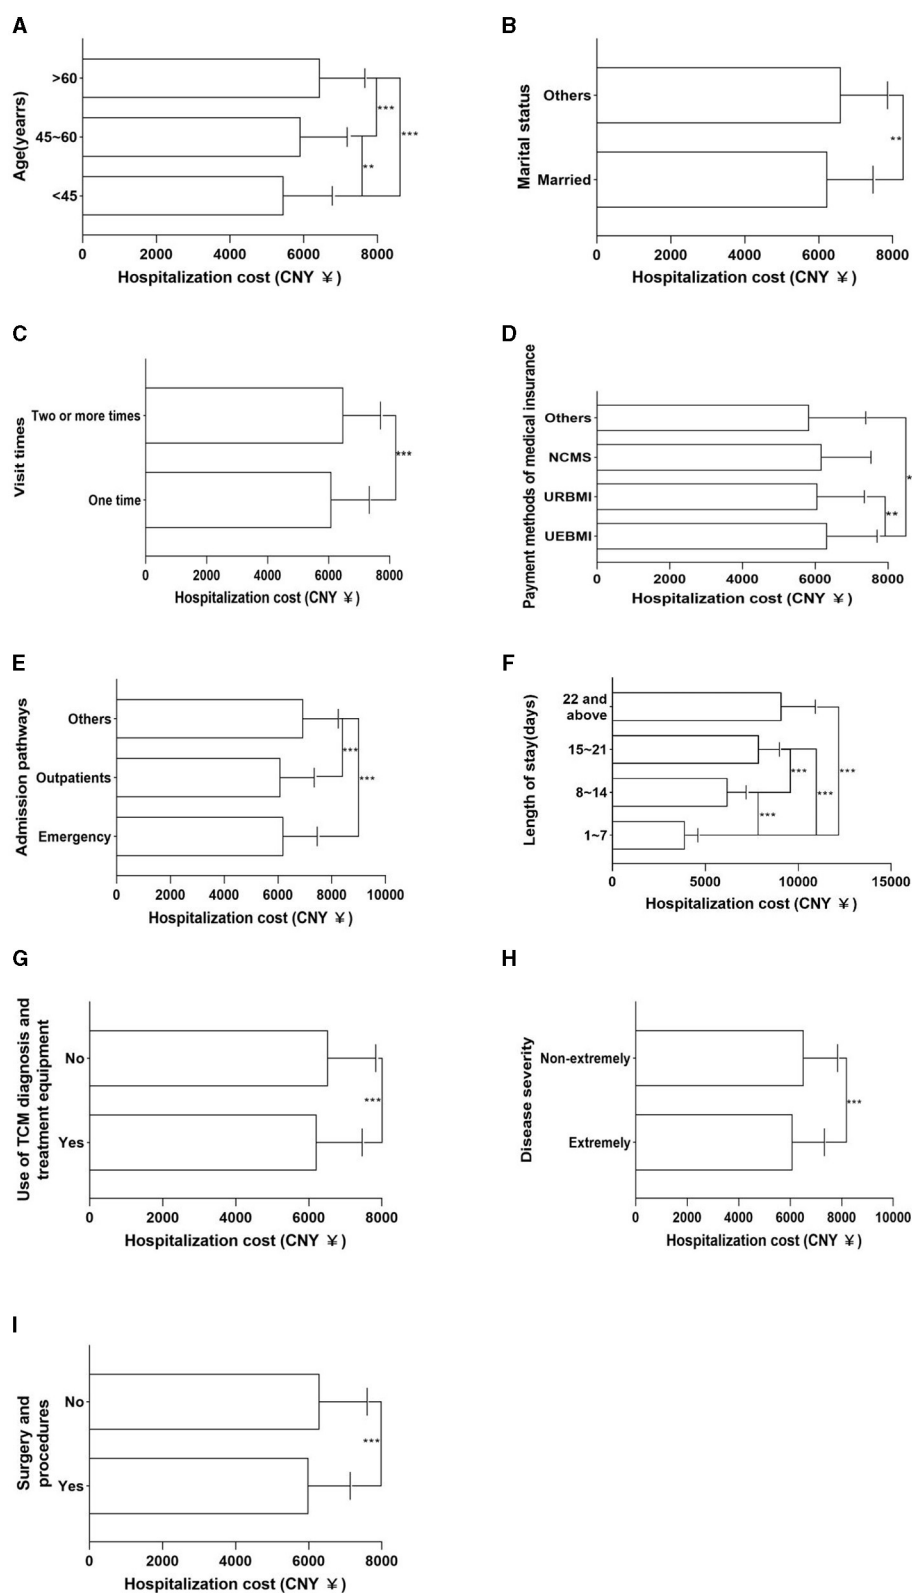 A
Age(yearrs)
>60
45~60
<45
***
***
**
0 2000 4000 6000 8000
Hospitalization cost (CNY ¥)
B
Marital status
Others
Married
**
0 2000 4000 6000 8000
Hospitalization cost (CNY ¥)
C
Visit times
Two or more times
One time
***
0 2000 4000 6000 8000
Hospitalization cost (CNY ¥)
D
Payment methods of medical insurance
Others
NCMS
URBMI
UEBMI
*
**
0 2000 4000 6000 8000
Hospitalization cost (CNY ¥)
E
Admission pathways
Others
Outpatients
Emergency
***
***
0 2000 4000 6000 8000 10000
Hospitalization cost (CNY ¥)
F
Length of stay(days)
22 and
above
15~21
8~14
1~7
***
***
***
***
0 5000 10000 15000
Hospitalization cost (CNY ¥)
G
Use of TCM diagnosis and
treatment equipment
No
Yes
***
0 2000 4000 6000 8000
Hospitalization cost (CNY ¥)
H
Disease severity
Non-extremely
Extremely
***
0 2000 4000 6000 8000 10000
Hospitalization cost (CNY ¥)
I
Surgery and
procedures
No
Yes
***
0 2000 4000 6000 8000
Hospitalization cost (CNY ¥)